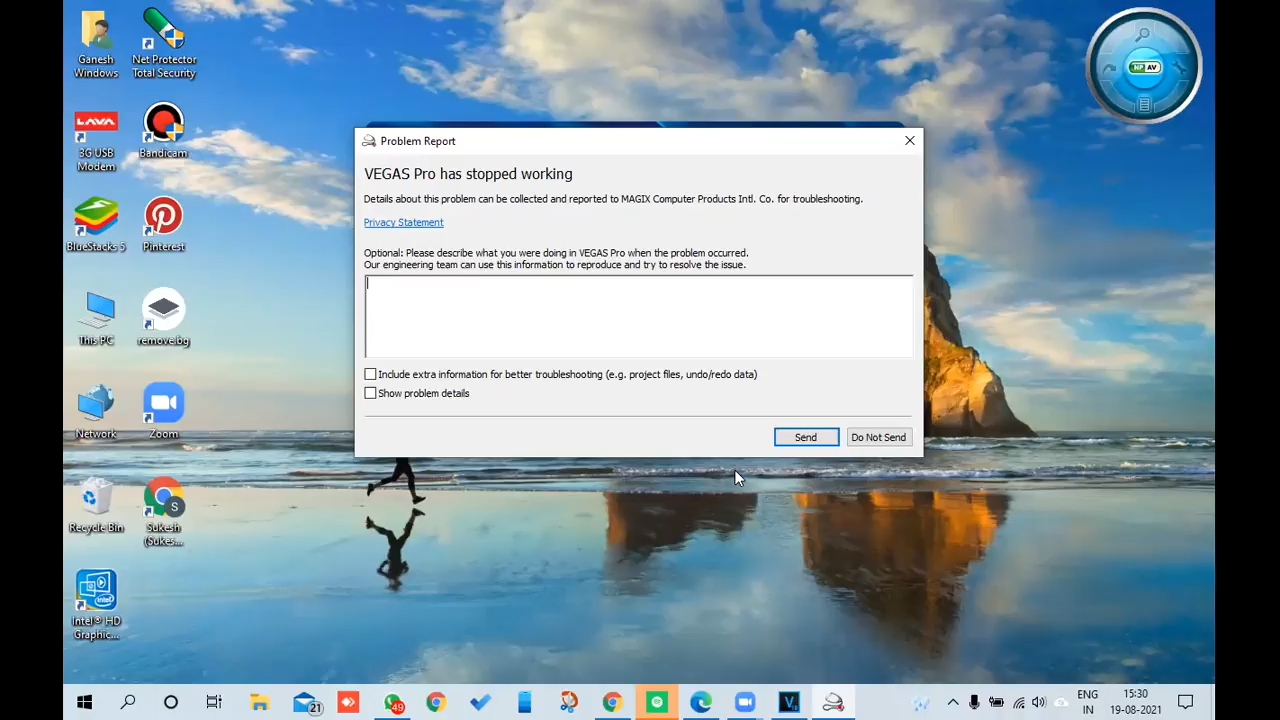 Ganesh
Windows
Net Protector
Total Security
NP AV
LAVA
3G USB
Modem
Bandicam
BlueStacks 5
Pinterest
This PC
remove.bg
Network
Zoom
Recycle Bin
S
Sukesh
(Sukes...
intel
Intel® HD
Graphic...
Problem Report
VEGAS Pro has stopped working
Details about this problem can be collected and reported to MAGIX Computer Products Intl. Co. for troubleshooting.
Privacy Statement
Optional: Please describe what you were doing in VEGAS Pro when the problem occurred.
Our engineering team can use this information to reproduce and try to resolve the issue.
Include extra information for better troubleshooting (e.g. project files, undo/redo data)
Show problem details
Send
Do Not Send
21
49
V
ENG
IN
15:30
19-08-2021